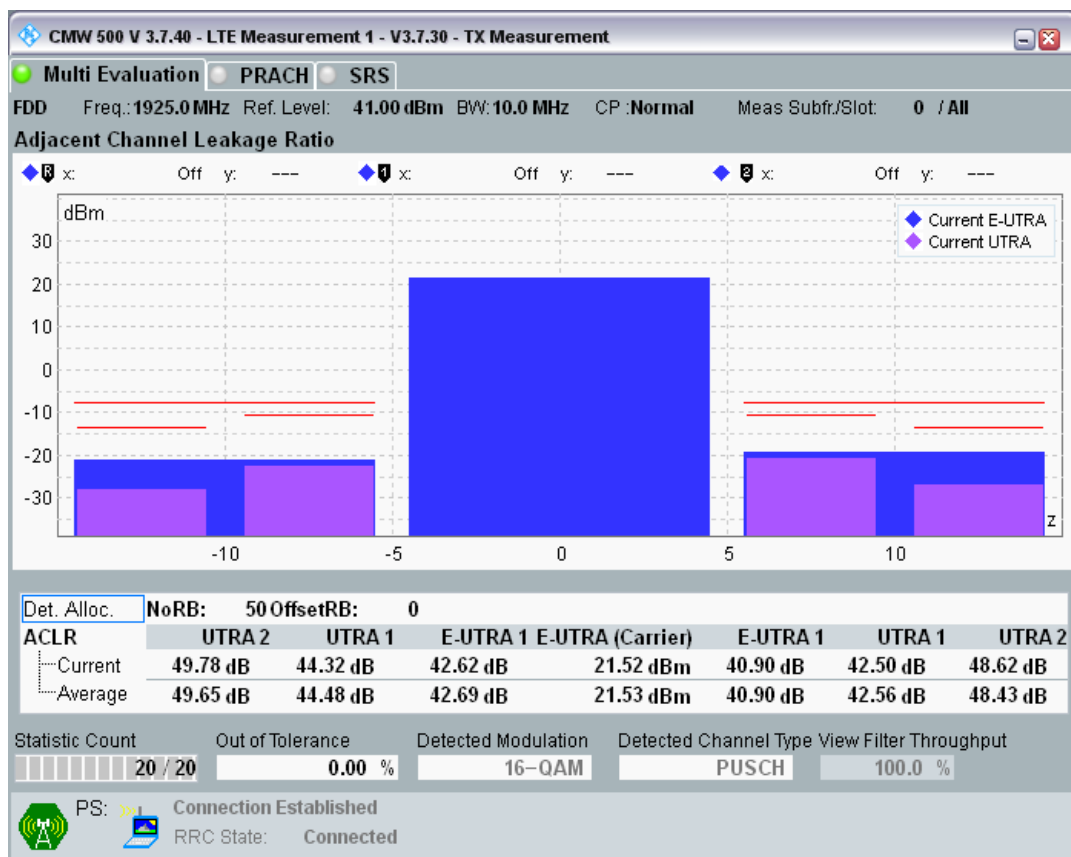 CMW 500 V 3.7.40 - LTE Measurement 1 - V3.7.30 - TX Measurement
Multi Evaluation PRACH SRS
FDD Freq.: 1925.0 MHz Ref. Level: 41.00 dBm BW: 10.0 MHz CP :Normal Meas Subfr./Slot: 0 / All
Adjacent Channel Leakage Ratio
R x: Off y: --- 1 x: Off y: --- 2 x: Off y: ---
dBm
Current E-UTRA
Current UTRA
30
20
10
0
-10
-20
-30
z
-10 -5 0 5 10
Det. Alloc. NoRB: 50 OffsetRB: 0
ACLR UTRA 2 UTRA 1 E-UTRA 1 E-UTRA (Carrier) E-UTRA 1 UTRA 1 UTRA 2
Current 49.78 dB 44.32 dB 42.62 dB 21.52 dBm 40.90 dB 42.50 dB 48.62 dB
Average 49.65 dB 44.48 dB 42.69 dB 21.53 dBm 40.90 dB 42.56 dB 48.43 dB
Statistic Count Out of Tolerance Detected Modulation Detected Channel Type View Filter Throughput
20 / 20 0.00 % 16-QAM PUSCH 100.0 %
PS: Connection Established
RRC State: Connected